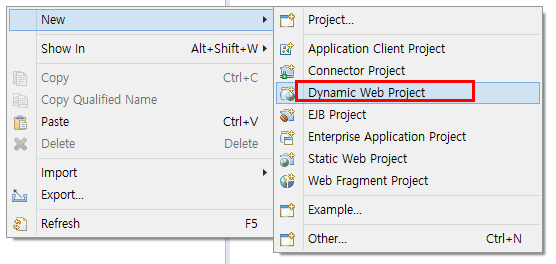 New
Show In Alt+Shift+W
Copy Ctrl+C
Copy Qualified Name
Paste Ctrl+V
Delete Delete
Import
Export...
Refresh F5
Project...
Application Client Project
Connector Project
Dynamic Web Project
EJB Project
Enterprise Application Project
Static Web Project
Web Fragment Project
Example...
Other... Ctrl+N